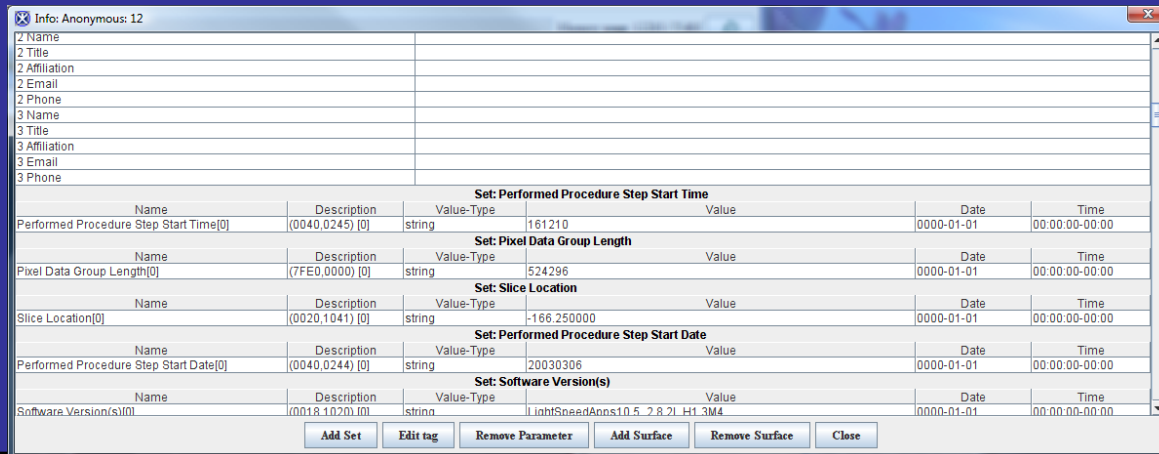 Info: Anonymous: 12
2 Name
2 Title
2 Affiliation
2 Email
2 Phone
3 Name
3 Title
3 Affiliation
3 Email
3 Phone
Set: Performed Procedure Step Start Time
Name Description Value-Type Value Date Time
Performed Procedure Step Start Time[0] (0040,0245) [0] string 161210 0000-01-01 00:00:00-00:00
Set: Pixel Data Group Length
Name Description Value-Type Value Date Time
Pixel Data Group Length[0] (7FE0,0000) [0] string 524296 0000-01-01 00:00:00-00:00
Set: Slice Location
Name Description Value-Type Value Date Time
Slice Location[0] (0020,1041) [0] string -166.250000 0000-01-01 00:00:00-00:00
Set: Performed Procedure Step Start Date
Name Description Value-Type Value Date Time
Performed Procedure Step Start Date[0] (0040,0244) [0] string 20030306 0000-01-01 00:00:00-00:00
Set: Software Version(s)
Name Description Value-Type Value Date Time
Software Version(s)[0] (0018,1020) [0] string LightSpeedApps10.5_2.8.2I_H1.3M4 0000-01-01 00:00:00-00:00
Add Set Edit tag Remove Parameter Add Surface Remove Surface Close